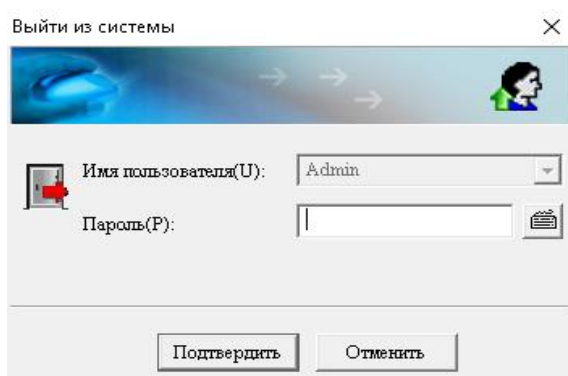 Выйти из системы
Имя пользователя(U): Admin
Пароль(P):
Подтвердить Отменить